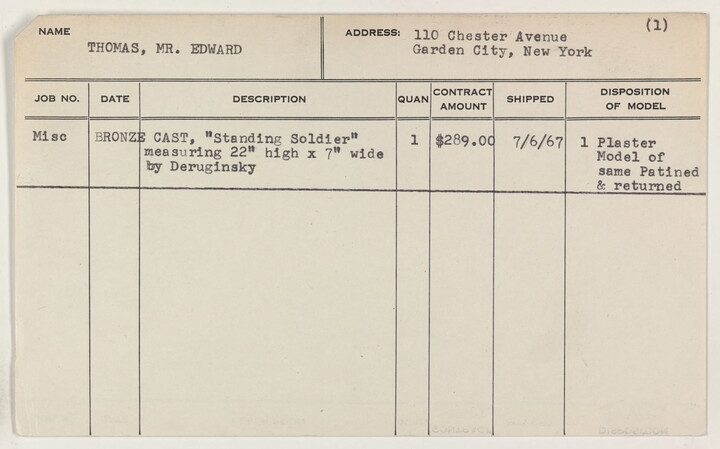 NAME
THOMAS, MR. EDWARD
ADDRESS: 110 Chester Avenue
Garden City, New York
(1)
JOB NO. DATE DESCRIPTION QUAN CONTRACT AMOUNT SHIPPED DISPOSITION OF MODEL
Misc BRONZE CAST, "Standing Soldier" 1 $289.00 7/6/67 1 Plaster
measuring 22" high x 7" wide Model of
by Deruginsky same Patined
& returned